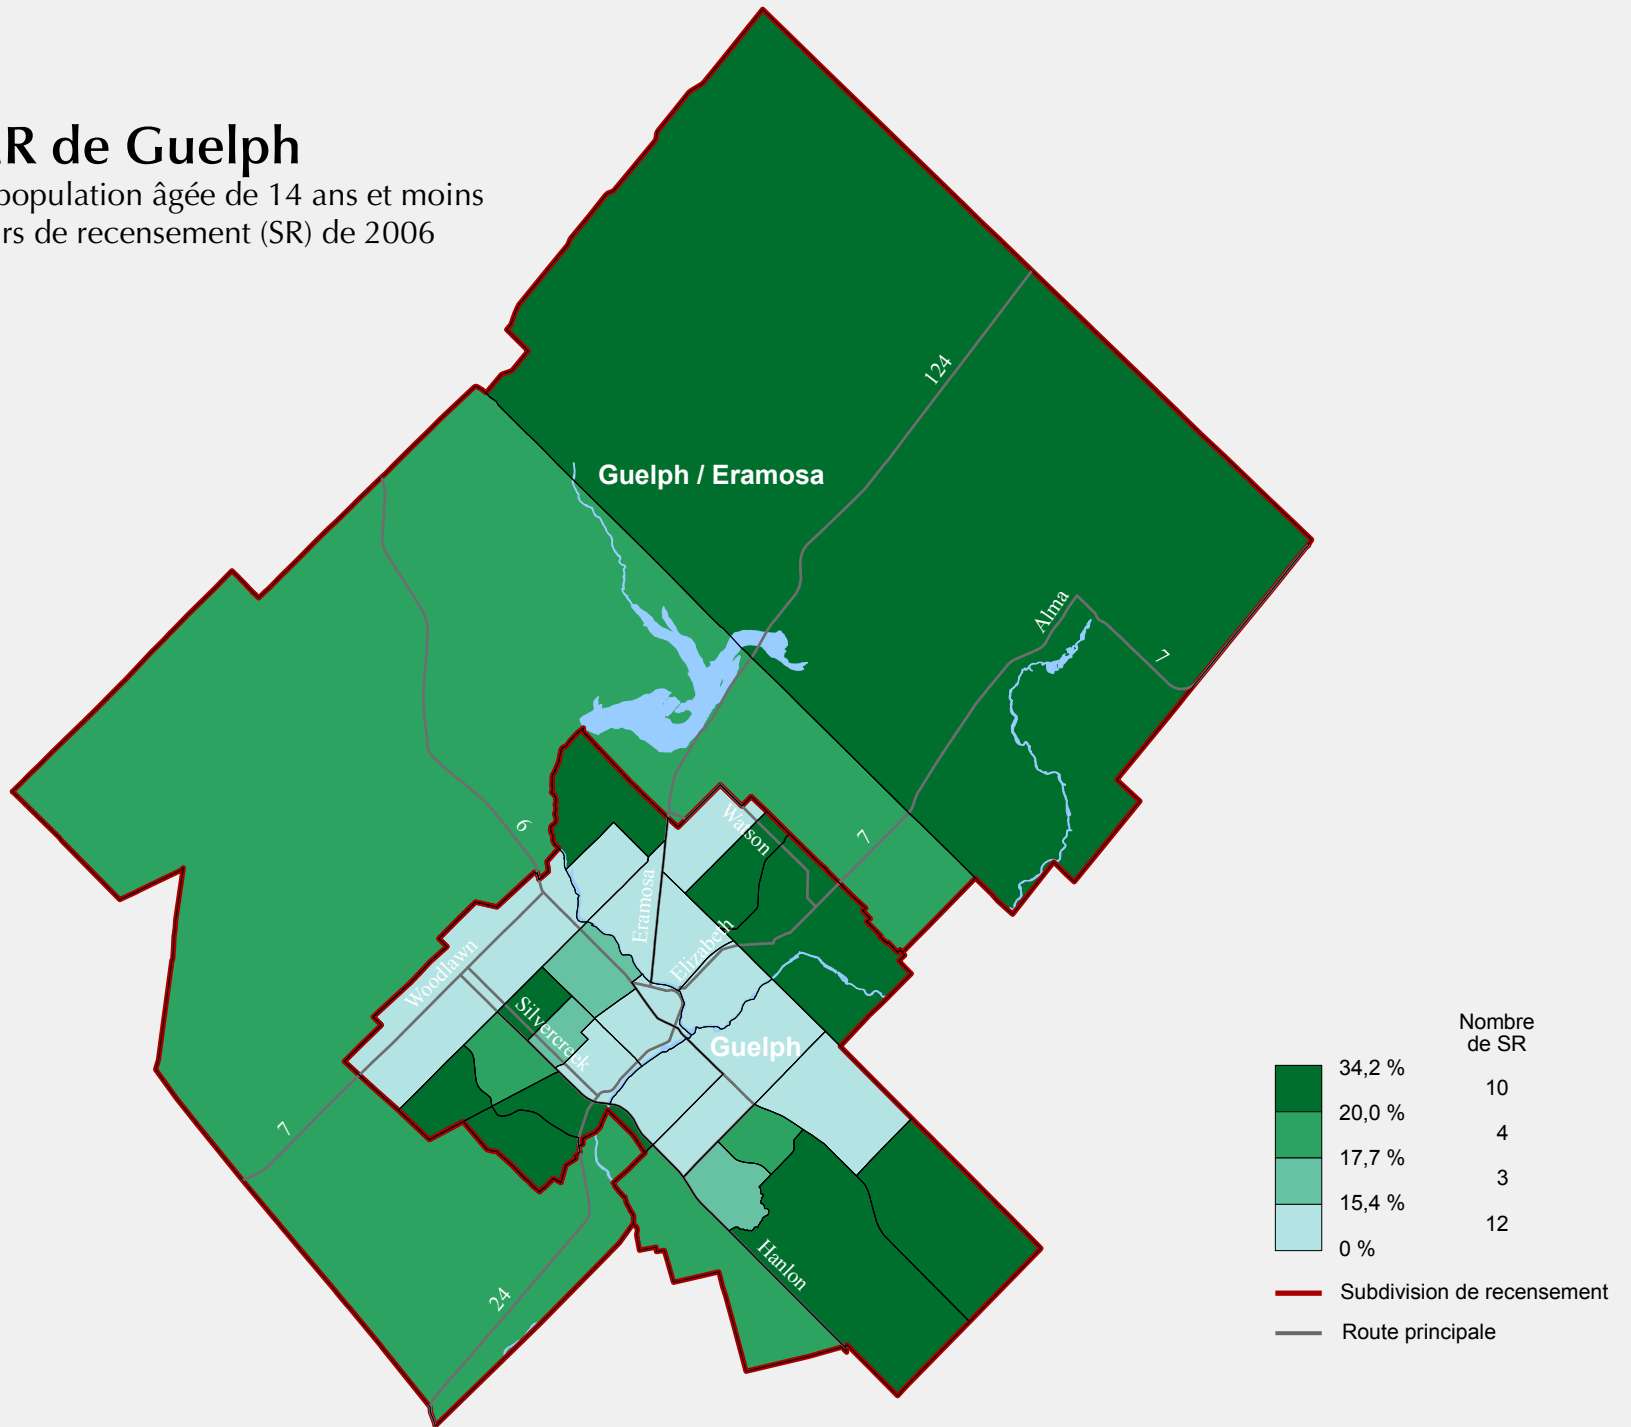 R de Guelph
population âgée de 14 ans et moins
rs de recensement (SR) de 2006
124
Guelph / Eramosa
Alma
7
6
Watson
7
Eramosa
Elizabeth
Woodlawn
Silvercreek
Guelph
7
Hanlon
24
Nombre
de SR
34,2 %
10
20,0 %
4
17,7 %
3
15,4 %
12
0 %
Subdivision de recensement
Route principale